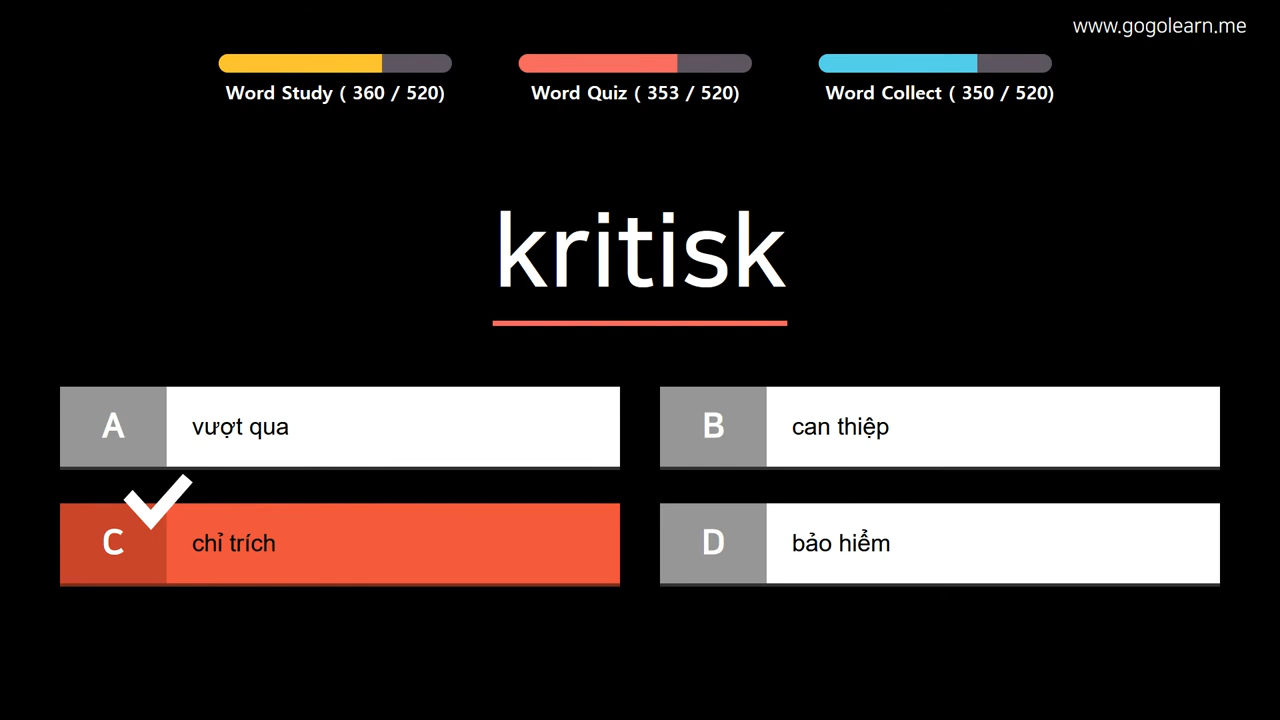 www.gogolearn.me
Word Study ( 360 / 520)
Word Quiz ( 353 / 520)
Word Collect ( 350 / 520)
kritisk
A
vượt qua
B
can thiệp
C
chỉ trích
D
bảo hiểm